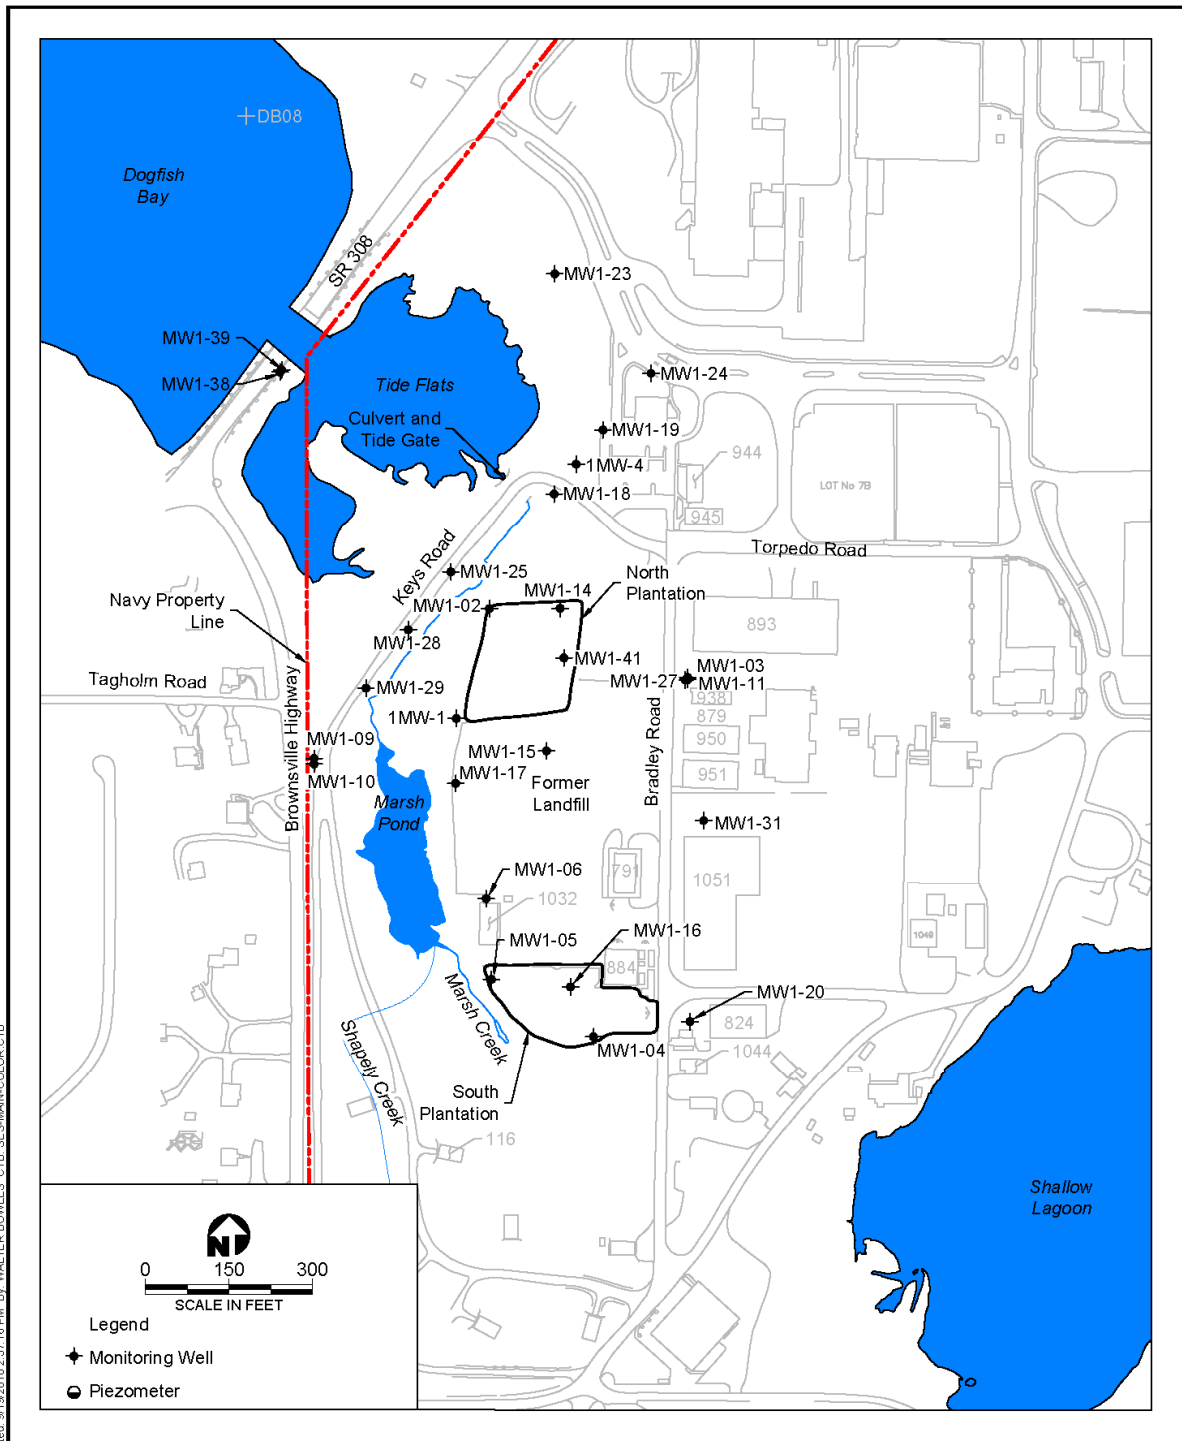 DB08
Dogfish
Bay
SR 308
MW1-23
MW1-39
MW1-38
Tide Flats
MW1-24
Culvert and
Tide Gate
MW1-19
944
1MW-4
LOT No 7B
MW1-18
945
Torpedo Road
Keys Road
MW1-25
North
Plantation
MW1-14
MW1-02
Navy Property
Line
893
MW1-28
MW1-41
MW1-03
MW1-27
MW1-11
Tagholm Road
MW1-29
938
879
1MW-1
Brownsville Highway
Bradley Road
MW1-09
950
MW1-15
MW1-10
MW1-17
Former
Landfill
951
Marsh
Pond
MW1-31
791
1051
MW1-06
1032
MW1-16
1049
MW1-05
884
Marsh Creek
MW1-20
824
Shapely Creek
MW1-04
1044
South
Plantation
116
Shallow
Lagoon
N
0 150 300
SCALE IN FEET
Legend
Monitoring Well
Piezometer